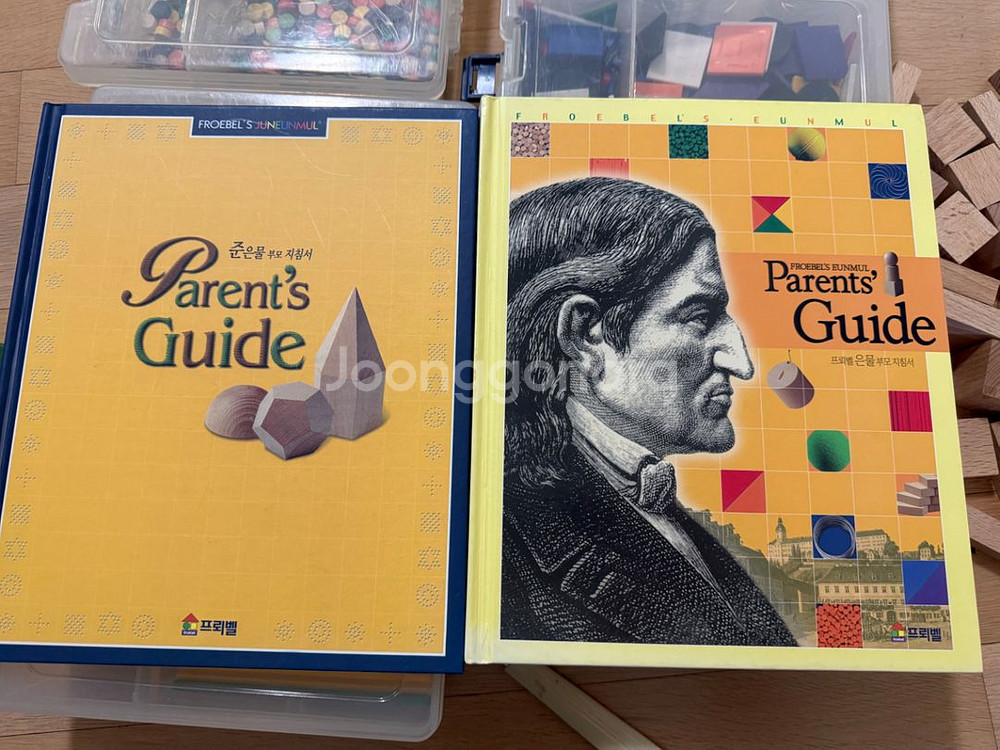 FROEBEL'S JUNEUNMUL
준은물 부모 지침서
Parent's
Guide
프뢰벨
FROEBEL'S · EUNMUL
FROEBEL'S EUNMUL
Parents'
Guide
프뢰벨 은물 부모 지침서
프뢰벨
Joonggonara